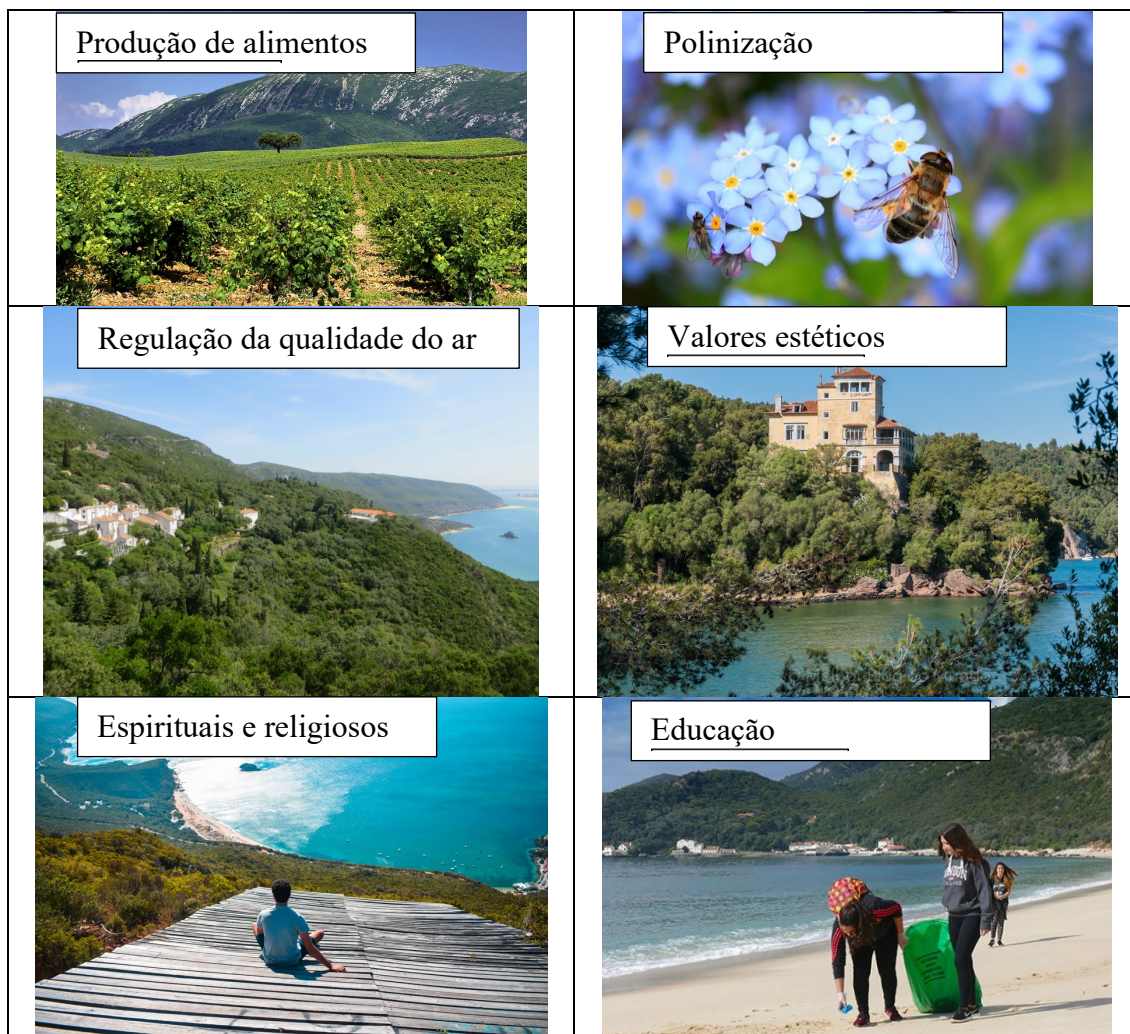 Produção de alimentos
Polinização
Regulação da qualidade do ar
Valores estéticos
Espirituais e religiosos
Educação